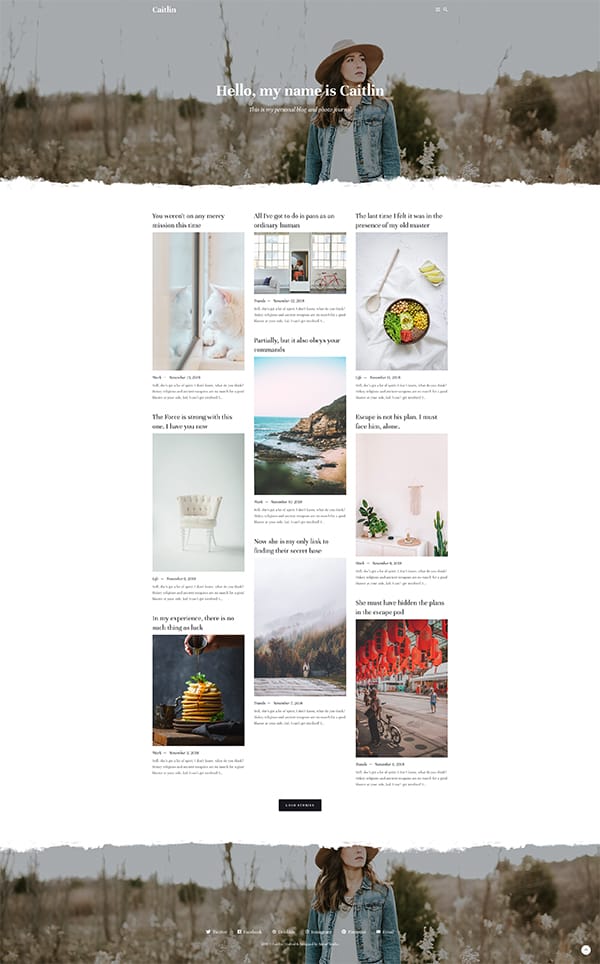 Caitlin
Hello, my name is Caitlin
This is my personal blog and photo journal
You weren't on any mercy
mission this time
Work — November 13, 2018
Well, she's got a lot of spirit. I don't know, what do you think?
Hokey religions and ancient weapons are no match for a good
blaster at your side, kid. I can't get involved! I...
The Force is strong with this
one. I have you now
Life — November 9, 2018
Well, she's got a lot of spirit. I don't know, what do you think?
Hokey religions and ancient weapons are no match for a good
blaster at your side, kid. I can't get involved! I...
In my experience, there is no
such thing as luck
Work — November
Well, she's got a lot of spirit. I don't know, what do you think?
Hokey religions and ancient weapons are no match for a good
blaster at your side, kid. I can't get involved! I...
All I've got to do is pass as an
ordinary human
Travels — November 12, 2018
Well, she's got a lot of spirit. I don't know, what do you think?
Hokey religions and ancient weapons are no match for a good
blaster at your side, kid. I can't get involved! I...
Partially, but it also obeys your
commands
Work — November 10, 2018
Well, she's got a lot of spirit. I don't know, what do you think?
Hokey religions and ancient weapons are no match for a good
blaster at your side, kid. I can't get involved! I...
Now she is my only link to
finding their secret base
Travels — November 7, 2018
Well, she's got a lot of spirit. I don't know, what do you think?
Hokey religions and ancient weapons are no match for a good
blaster at your side, kid. I can't get involved! I...
The last time I felt it was in the
presence of my old master
Life — November 11, 2018
Well, she's got a lot of spirit. I don't know, what do you think?
Hokey religions and ancient weapons are no match for a good
blaster at your side, kid. I can't get involved! I...
Escape is not his plan. I must
face him, alone.
Work — November 8, 2018
Well, she's got a lot of spirit. I don't know, what do you think?
Hokey religions and ancient weapons are no match for a good
blaster at your side, kid. I can't get involved! I...
She must have hidden the plans
in the escape pod
Travels — November 6, 2018
Well, she's got a lot of spirit. I don't know, what do you think?
Hokey religions and ancient weapons are no match for a good
blaster at your side, kid. I can't get involved! I...
LOAD STORIES
Twitter Facebook Dribbble Instagram Pinterest Email